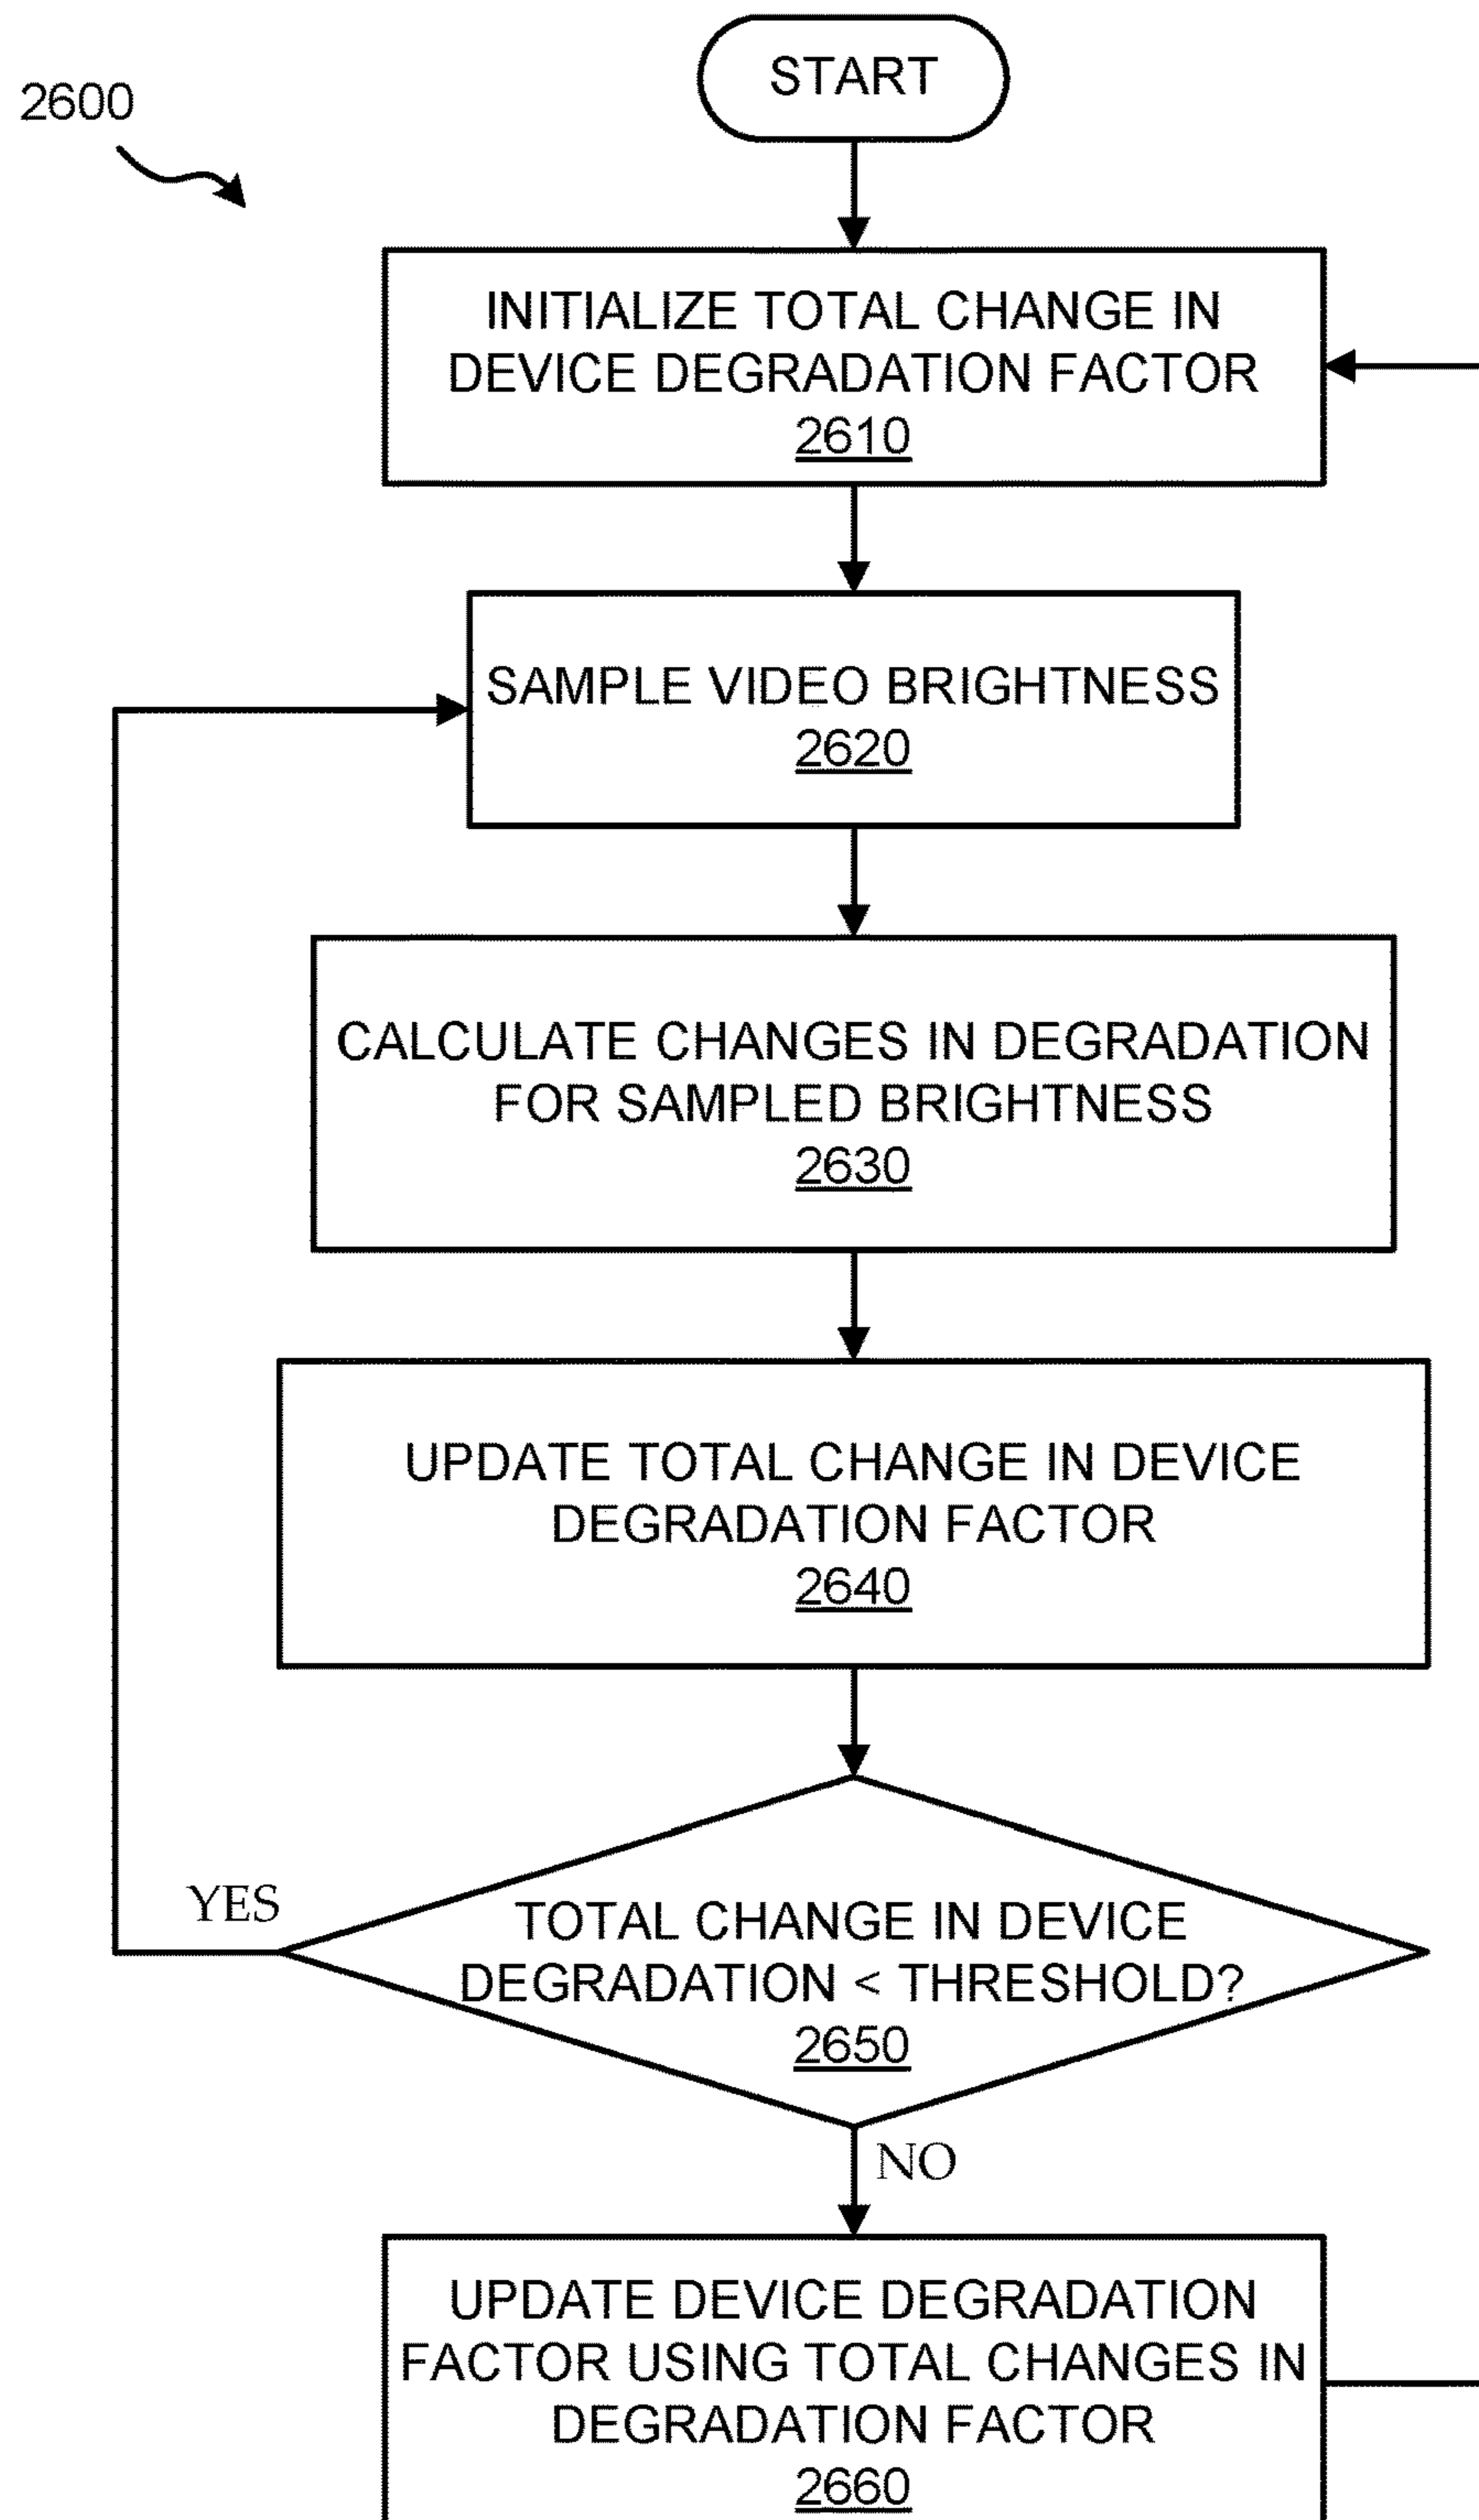 START
2600
INITIALIZE TOTAL CHANGE IN
DEVICE DEGRADATION FACTOR
2610
SAMPLE VIDEO BRIGHTNESS
2620
CALCULATE CHANGES IN DEGRADATION
FOR SAMPLED BRIGHTNESS
2630
UPDATE TOTAL CHANGE IN DEVICE
DEGRADATION FACTOR
2640
YES
TOTAL CHANGE IN DEVICE
DEGRADATION < THRESHOLD?
2650
NO
UPDATE DEVICE DEGRADATION
FACTOR USING TOTAL CHANGES IN
DEGRADATION FACTOR
2660